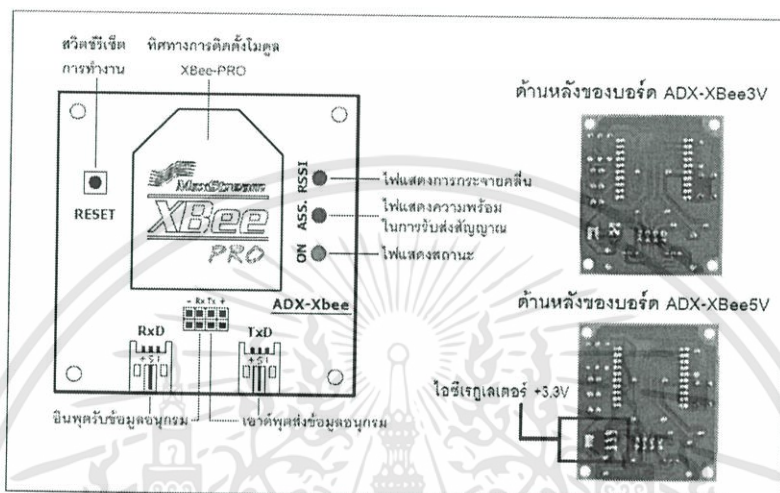 สวิตช์รีเซ็ต
การทำงาน
ทิศทางการติดตั้งโมดูล
XBee-PRO
RESET
MaxStream
XBee
PRO
RSSI
ASS.
ON
ไฟแสดงการกระจายคลื่น
ไฟแสดงความพร้อม
ในการรับส่งสัญญาณ
ไฟแสดงสถานะ
ADX-Xbee
- Rx Tx +
RxD
TxD
+ 5 I
+ 5 I
อินพุตรับข้อมูลอนุกรม
เอาต์พุตส่งข้อมูลอนุกรม
ด้านหลังของบอร์ด ADX-XBee3V
ด้านหลังของบอร์ด ADX-XBee5V
ไอซีเรกูเลเตอร์ +3.3V